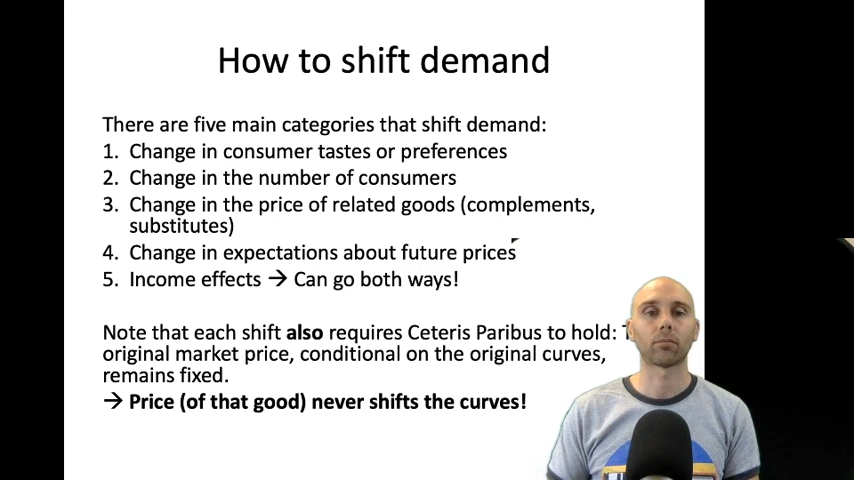 How to shift demand
There are five main categories that shift demand:
1. Change in consumer tastes or preferences
2. Change in the number of consumers
3. Change in the price of related goods (complements,
substitutes)
4. Change in expectations about future prices
5. Income effects → Can go both ways!
Note that each shift also requires Ceteris Paribus to hold:
original market price, conditional on the original curves,
remains fixed.
→ Price (of that good) never shifts the curves!